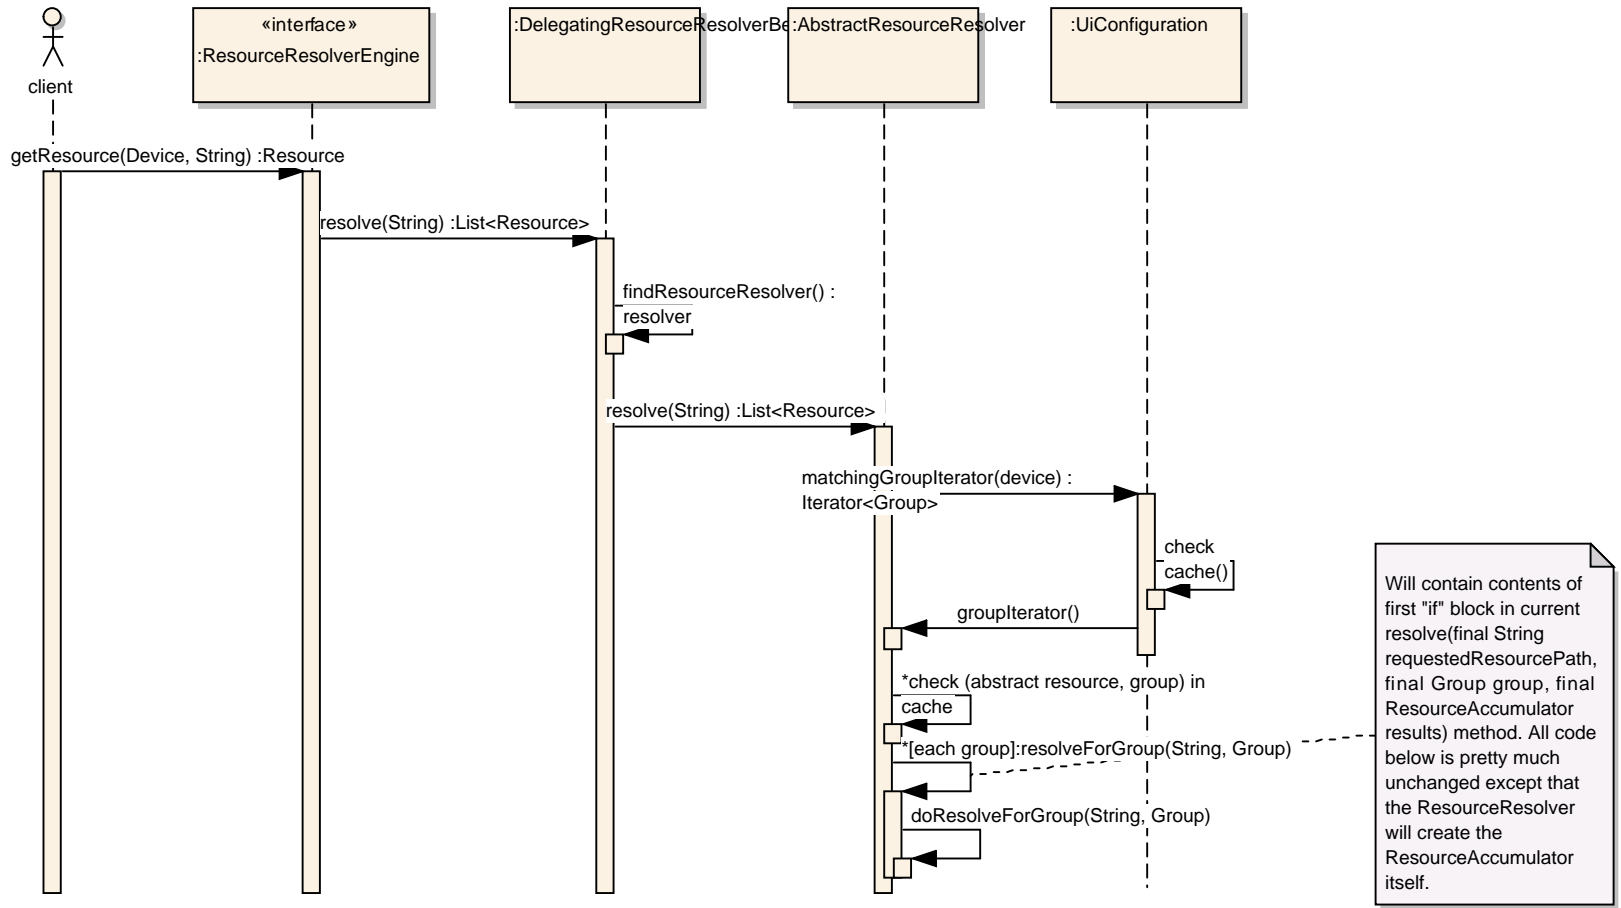 «interface»
:ResourceResolverEngine
:DelegatingResourceResolverBe
:AbstractResourceResolver
:UiConfiguration
client
getResource(Device, String) :Resource
resolve(String) :List<Resource>
findResourceResolver() :
resolver
resolve(String) :List<Resource>
matchingGroupIterator(device) :
Iterator<Group>
check
cache()
groupIterator()
*check (abstract resource, group) in
cache
*[each group]:resolveForGroup(String, Group)
doResolveForGroup(String, Group)
Will contain contents of
first "if" block in current
resolve(final String
requestedResourcePath,
final Group group, final
ResourceAccumulator
results) method. All code
below is pretty much
unchanged except that
the ResourceResolver
will create the
ResourceAccumulator
itself.